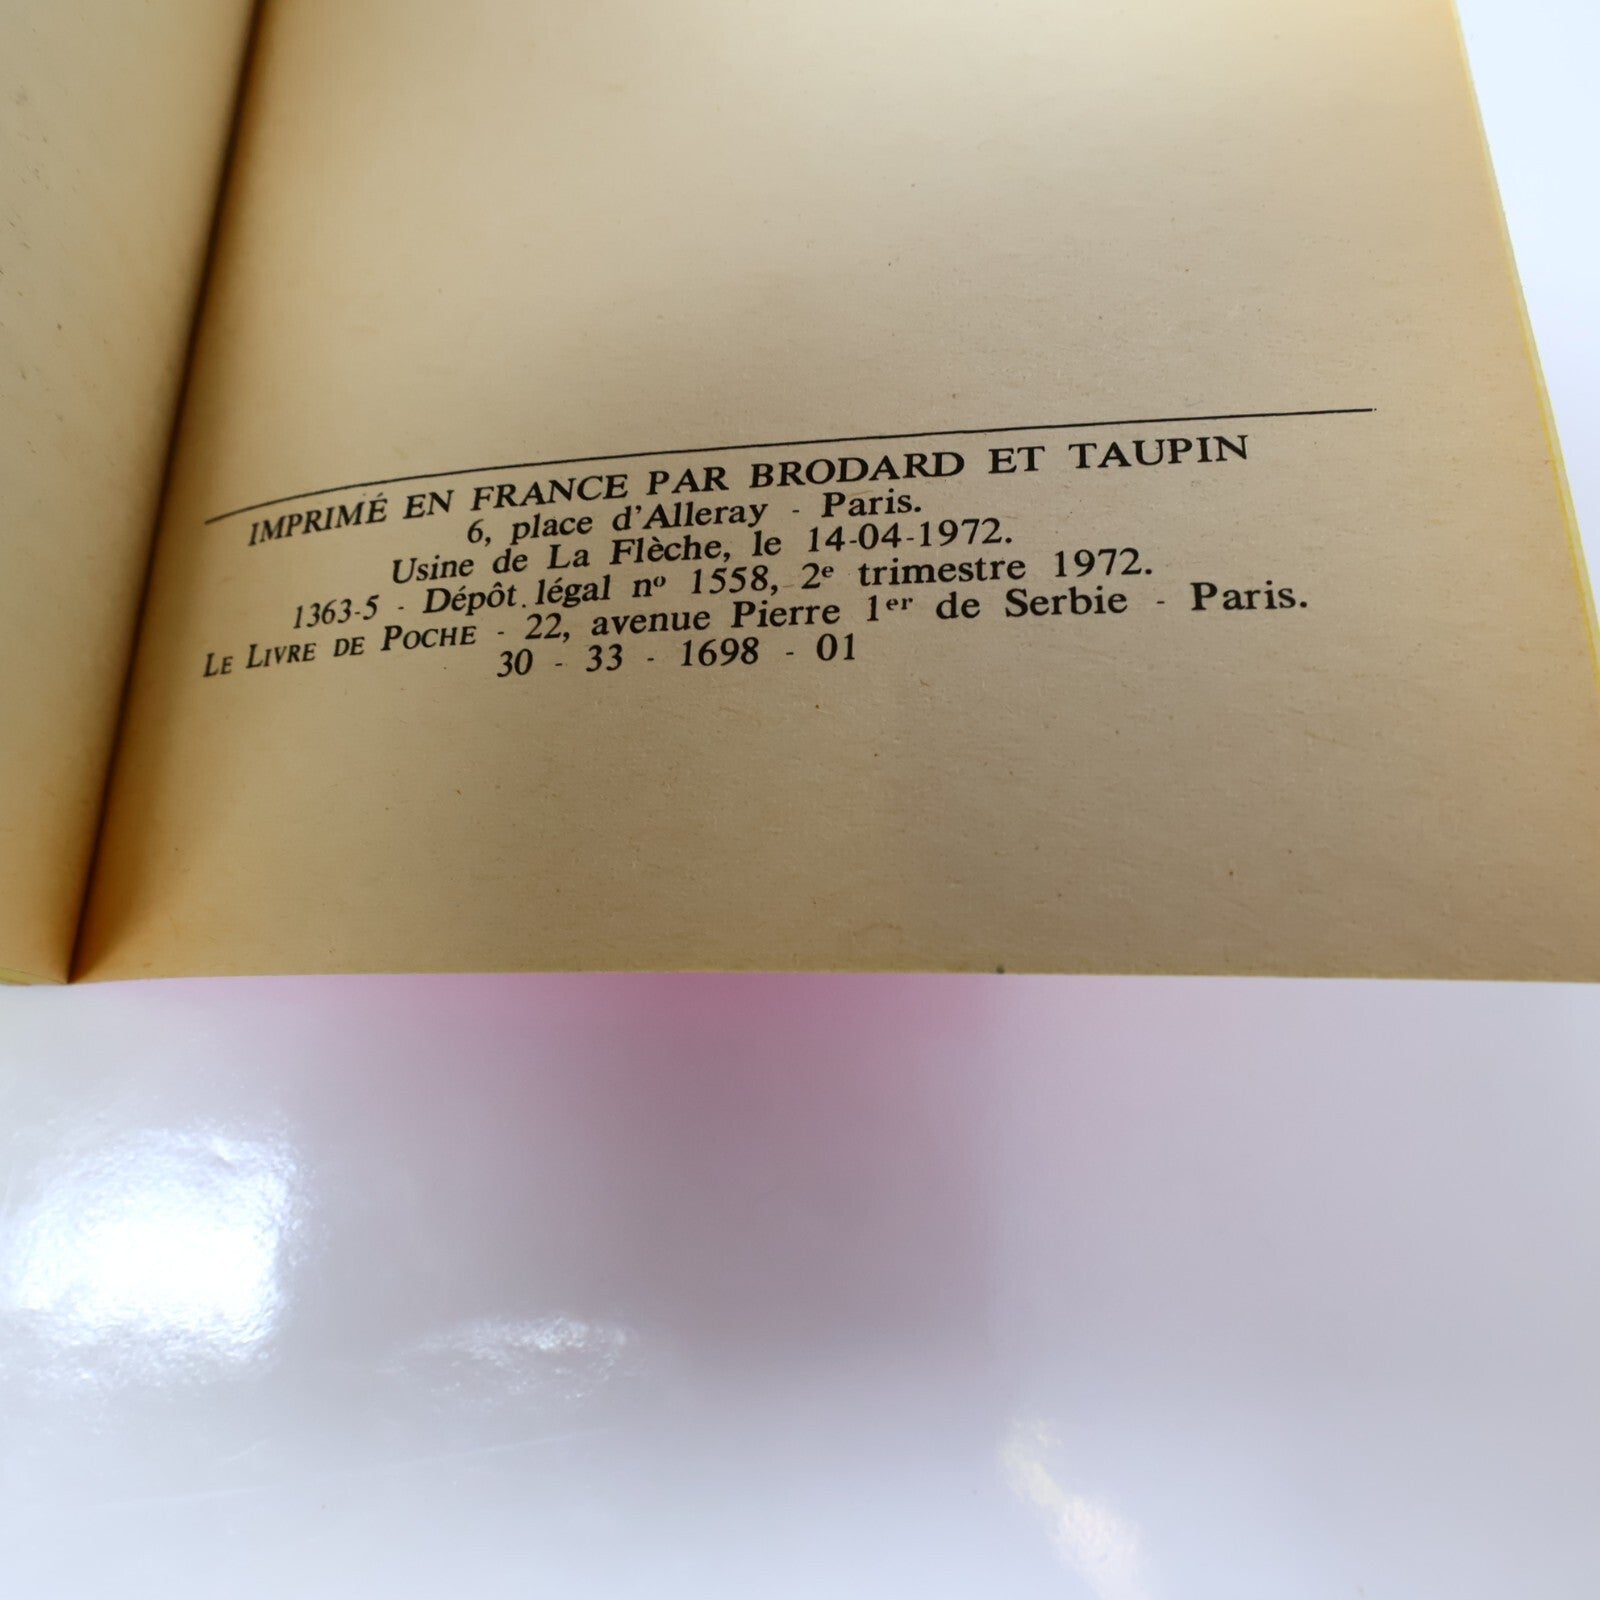 IMPRIMÉ EN FRANCE PAR BRODARD ET TAUPIN
6, place d'Alleray - Paris.
Usine de La Flèche, le 14-04-1972.
1363-5 - Dépôt légal nº 1558, 2e trimestre 1972.
LE LIVRE DE POCHE - 22, avenue Pierre 1er de Serbie - Paris.
30 - 33 - 1698 - 01